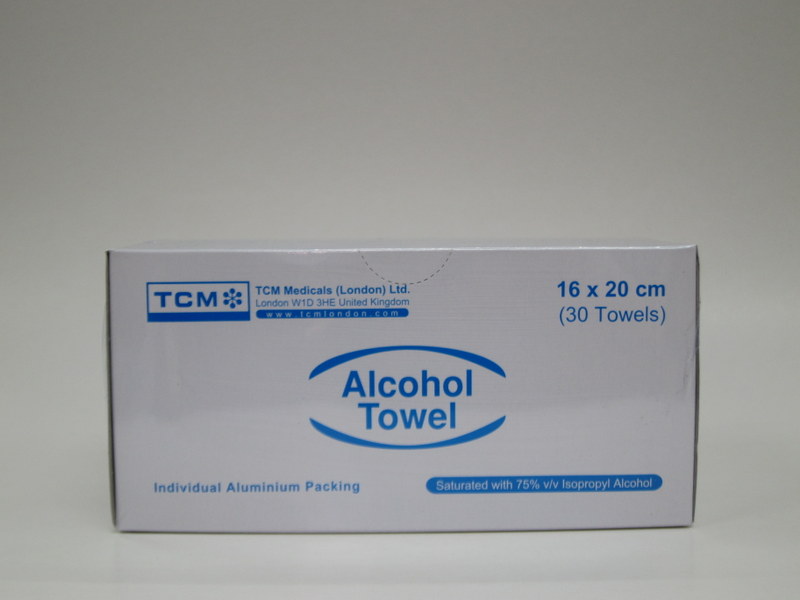 TCM
TCM Medicals (London) Ltd.
London W1D 3HE United Kingdom
www.tcmlondon.com
16 x 20 cm
(30 Towels)
Alcohol
Towel
Individual Aluminium Packing
Saturated with 75% v/v Isopropyl Alcohol